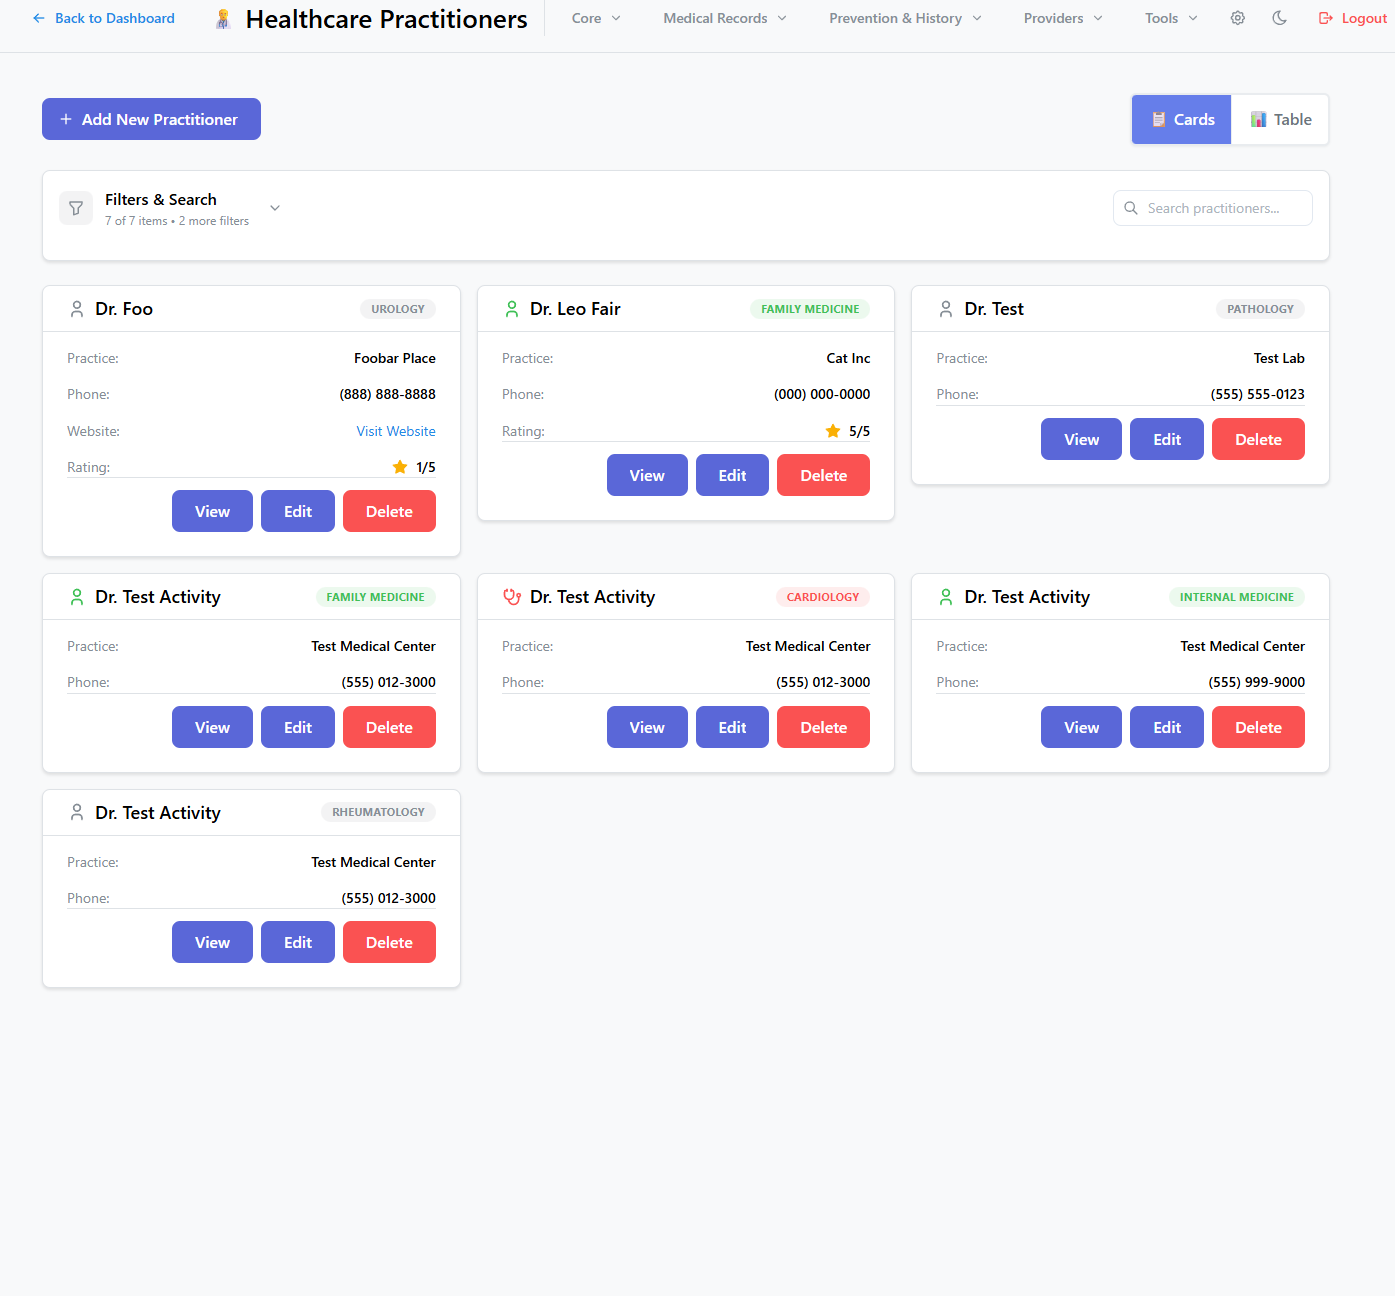 Back to Dashboard
Healthcare Practitioners
Core
Medical Records
Prevention & History
Providers
Tools
Logout
+ Add New Practitioner
Cards
Table
Filters & Search
7 of 7 items • 2 more filters
Search practitioners...
Dr. Foo
UROLOGY
Practice:
Foobar Place
Phone:
(888) 888-8888
Website:
Visit Website
Rating:
1/5
View
Edit
Delete
Dr. Leo Fair
FAMILY MEDICINE
Practice:
Cat Inc
Phone:
(000) 000-0000
Rating:
5/5
View
Edit
Delete
Dr. Test
PATHOLOGY
Practice:
Test Lab
Phone:
(555) 555-0123
View
Edit
Delete
Dr. Test Activity
FAMILY MEDICINE
Practice:
Test Medical Center
Phone:
(555) 012-3000
View
Edit
Delete
Dr. Test Activity
CARDIOLOGY
Practice:
Test Medical Center
Phone:
(555) 012-3000
View
Edit
Delete
Dr. Test Activity
INTERNAL MEDICINE
Practice:
Test Medical Center
Phone:
(555) 999-9000
View
Edit
Delete
Dr. Test Activity
RHEUMATOLOGY
Practice:
Test Medical Center
Phone:
(555) 012-3000
View
Edit
Delete